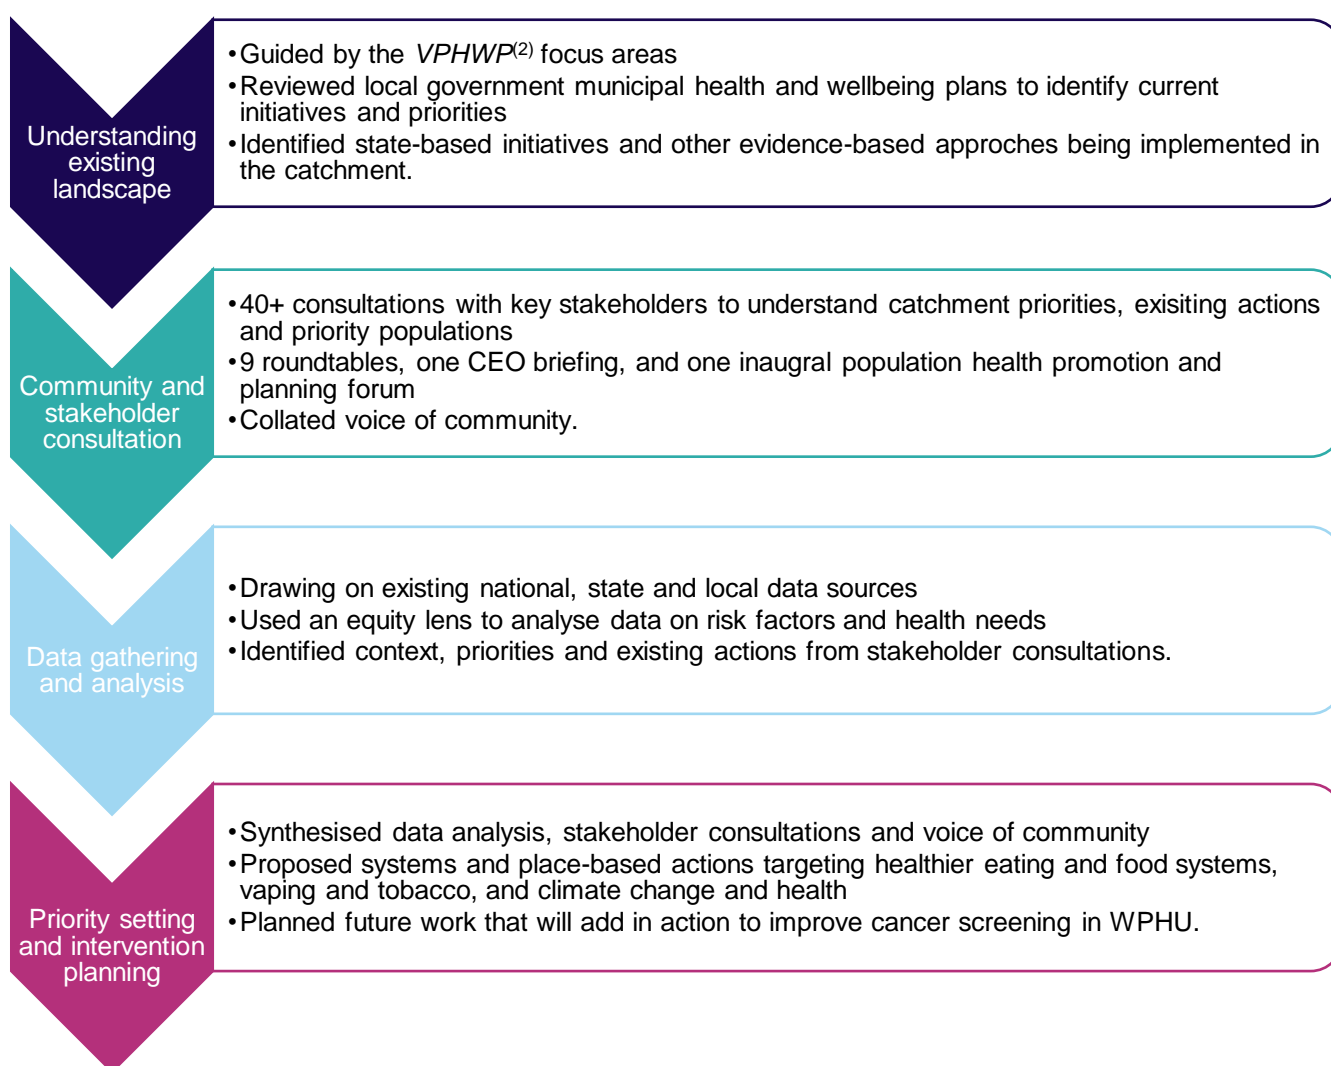 Understanding
existing
landscape
•Guided by the VPHWP(2) focus areas
•Reviewed local government municipal health and wellbeing plans to identify current
initiatives and priorities
•Identified state-based initiatives and other evidence-based approches being implemented in
the catchment.
Community and
stakeholder
consultation
•40+ consultations with key stakeholders to understand catchment priorities, exisiting actions
and priority populations
•9 roundtables, one CEO briefing, and one inaugral population health promotion and
planning forum
•Collated voice of community.
Data gathering
and analysis
•Drawing on existing national, state and local data sources
•Used an equity lens to analyse data on risk factors and health needs
•Identified context, priorities and existing actions from stakeholder consultations.
Priority setting
and intervention
planning
•Synthesised data analysis, stakeholder consultations and voice of community
•Proposed systems and place-based actions targeting healthier eating and food systems,
vaping and tobacco, and climate change and health
•Planned future work that will add in action to improve cancer screening in WPHU.